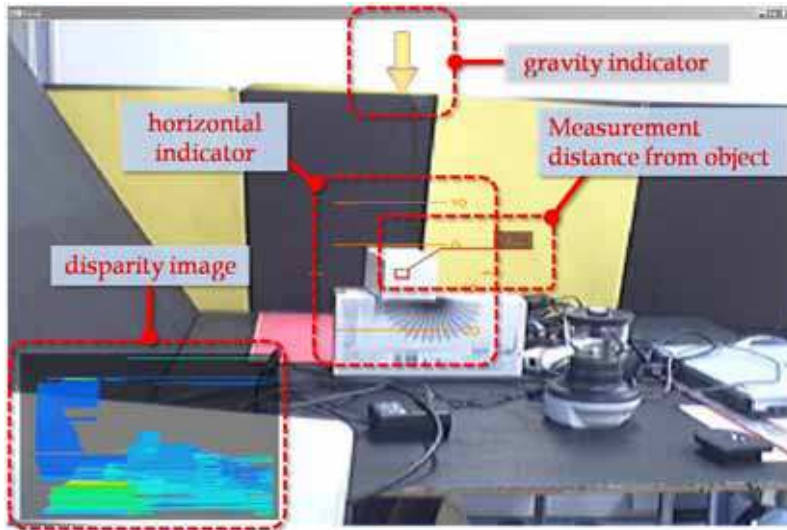 gravity indicator
horizontal
indicator
Measurement
distance from object
disparity image